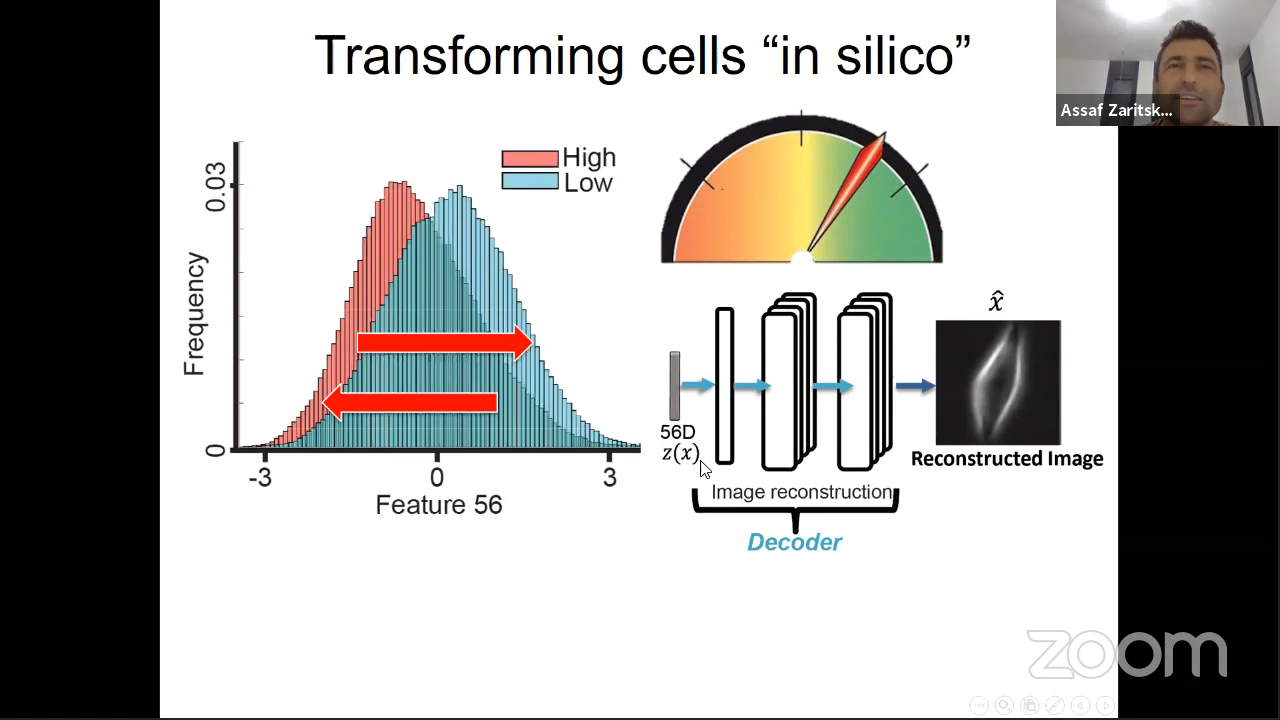 Transforming cells “in silico”
Assaf Zaritsk...
High
Low
0.03
Frequency
0
-3
0
3
Feature 56
56D
z(x)
x̂
Reconstructed Image
Image reconstruction
Decoder
zoom